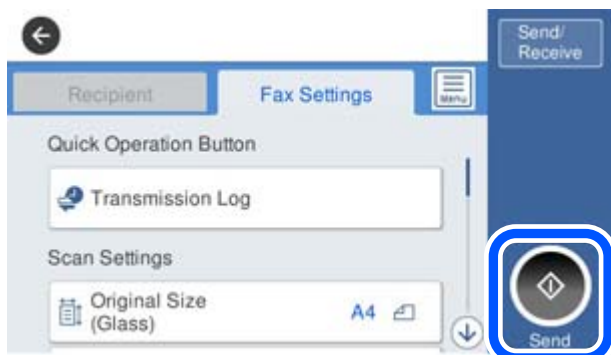 Send/
Receive
Recipient
Fax Settings
Menu
Quick Operation Button
Transmission Log
Scan Settings
Original Size
(Glass)
A4
Send